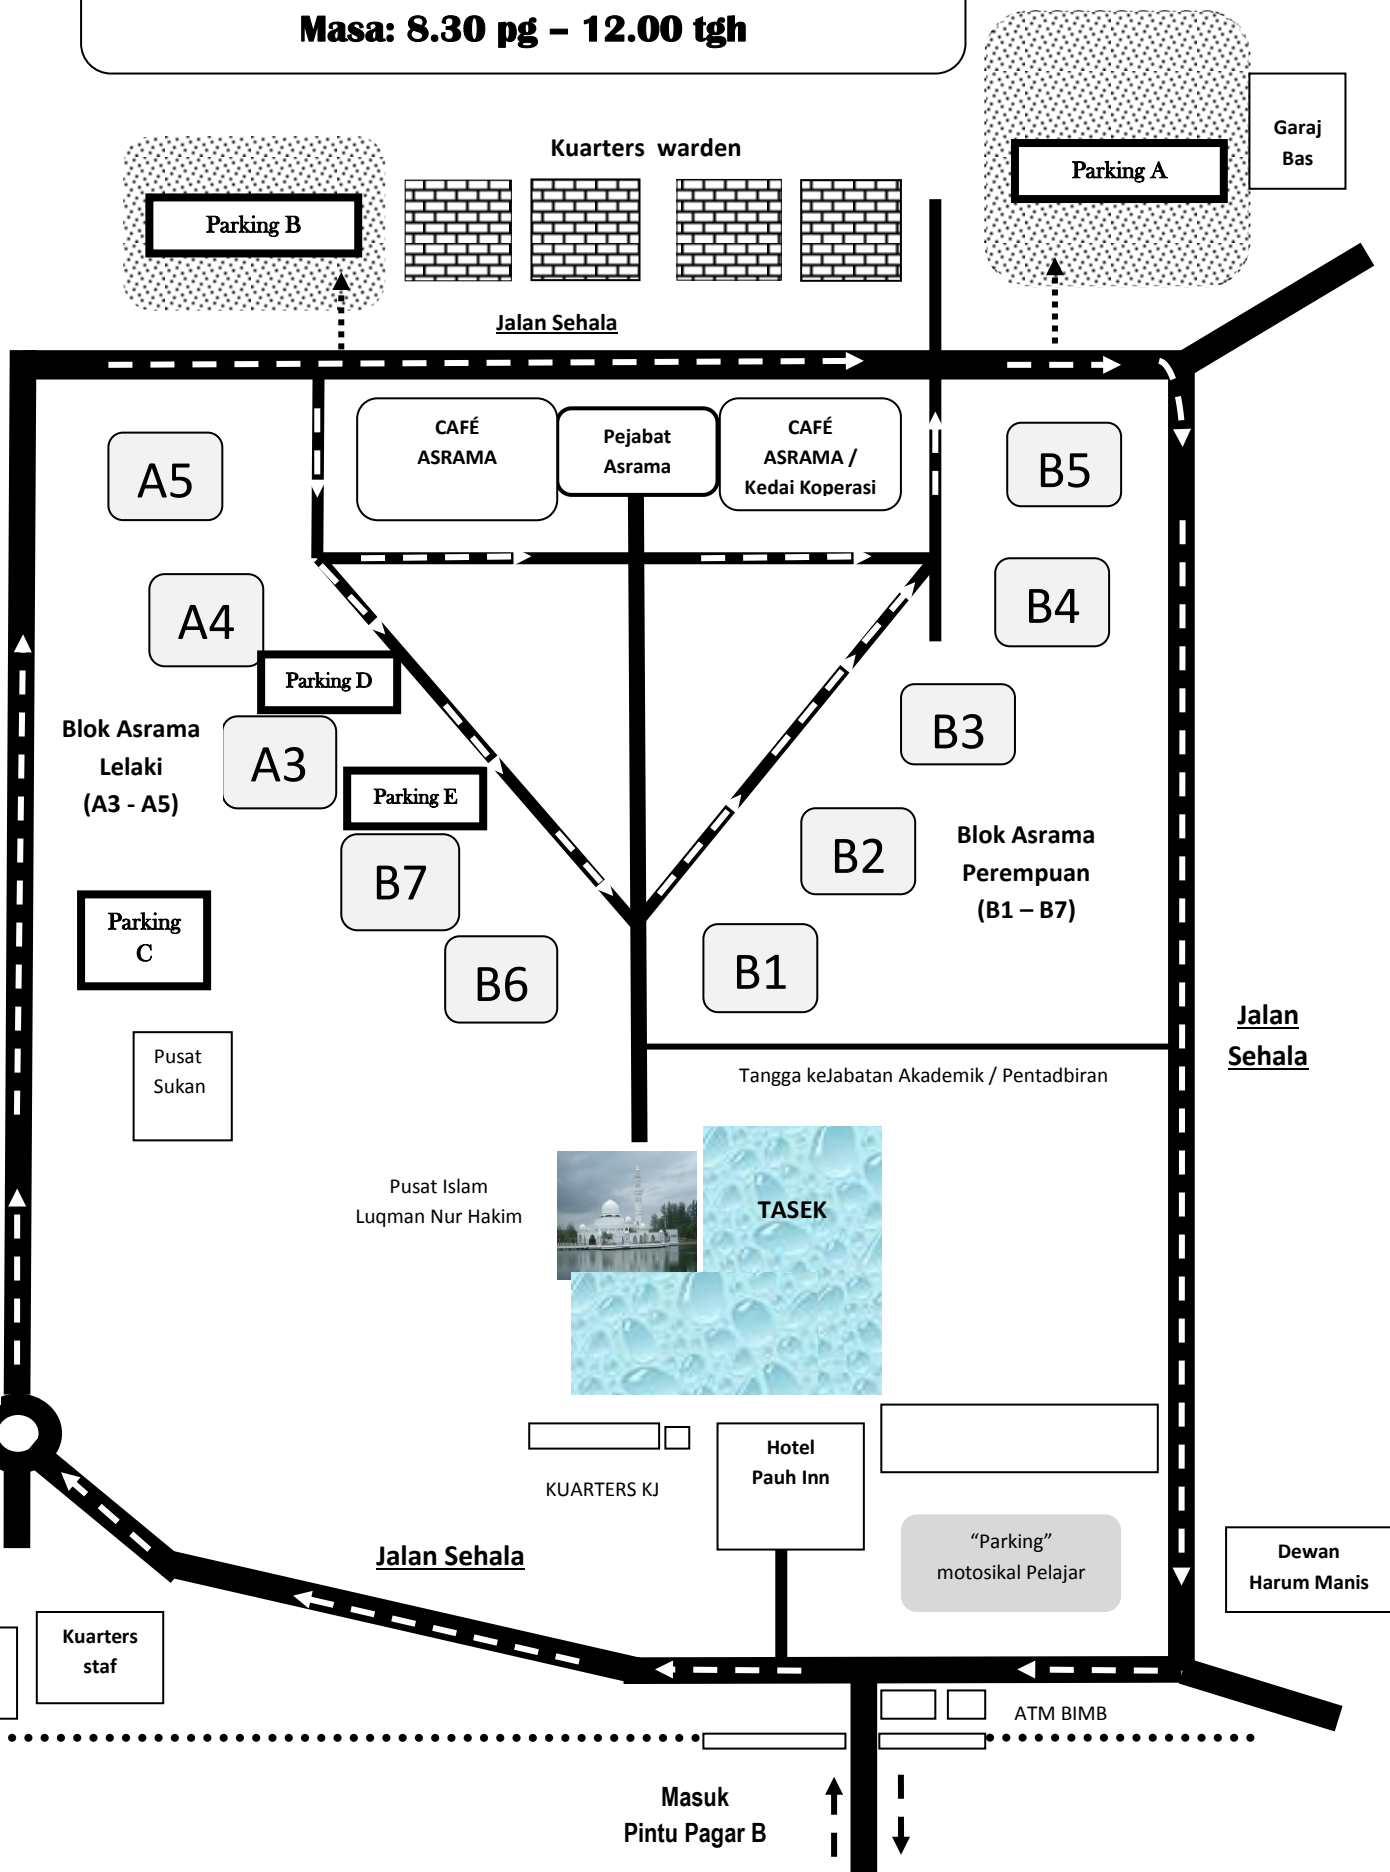 Masa: 8.30 pg – 12.00 tgh
Garaj
Bas
Parking A
Kuarters  warden
Parking B
Jalan Sehala
CAFÉ
ASRAMA
Pejabat
Asrama
CAFÉ
ASRAMA /
Kedai Koperasi
A5
B5
A4
B4
Parking D
Blok Asrama
Lelaki
(A3 - A5)
A3
B3
Parking E
B7
B2
Blok Asrama
Perempuan
(B1 – B7)
Parking
C
B6
B1
Jalan
Sehala
Pusat
Sukan
Tangga keJabatan Akademik / Pentadbiran
Pusat Islam
Luqman Nur Hakim
TASEK
Hotel
Pauh Inn
KUARTERS KJ
Jalan Sehala
“Parking”
motosikal Pelajar
Dewan
Harum Manis
Kuarters
staf
ATM BIMB
Masuk
Pintu Pagar B